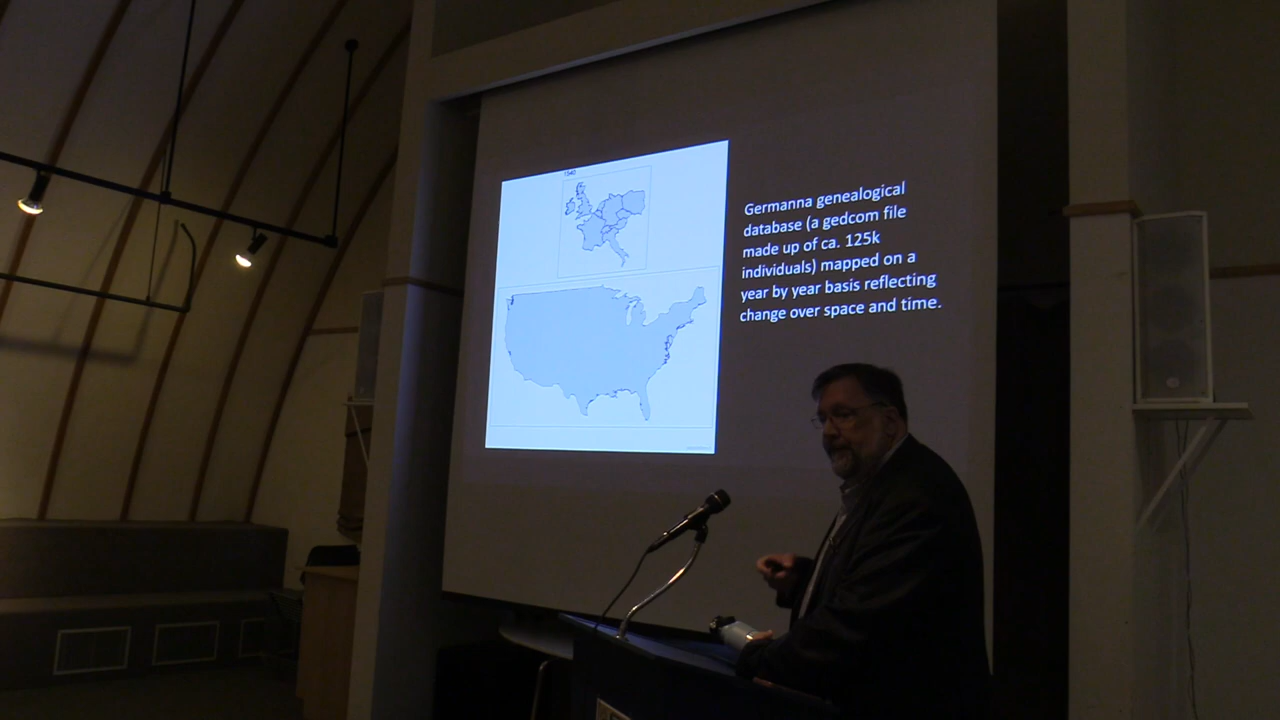 Germanna genealogical
database (a gedcom file
made up of ca. 125k
individuals) mapped on a
year by year basis reflecting
change over space and time.